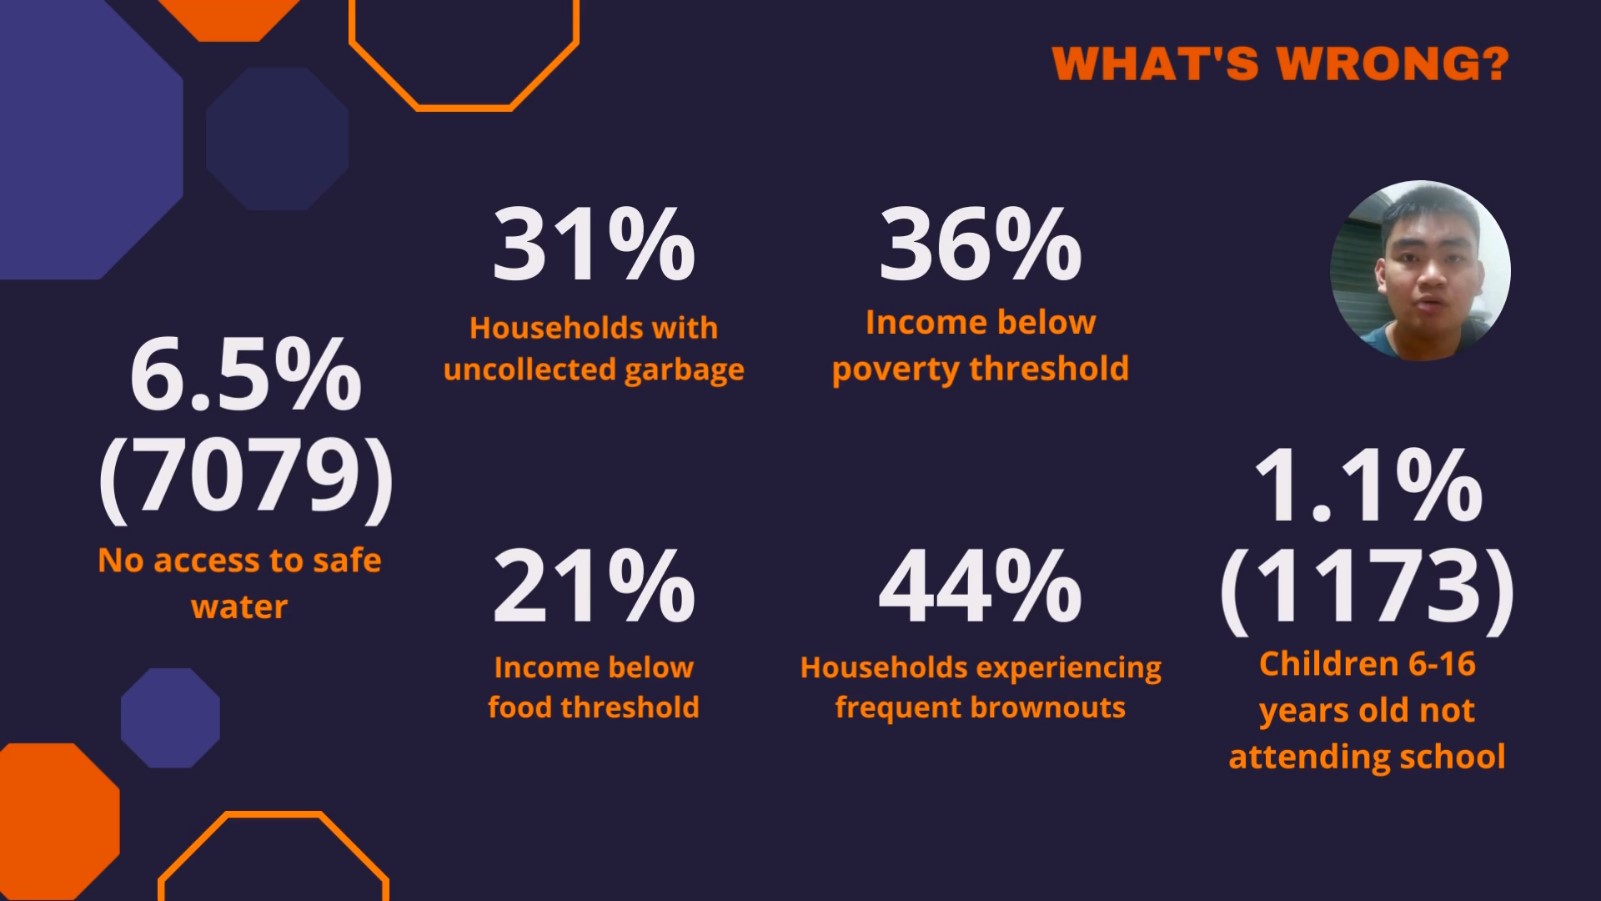 WHAT'S WRONG?
31%
Households with
uncollected garbage
36%
Income below
poverty threshold
6.5%
(7079)
No access to safe
water
21%
Income below
food threshold
44%
Households experiencing
frequent brownouts
1.1%
(1173)
Children 6-16
years old not
attending school